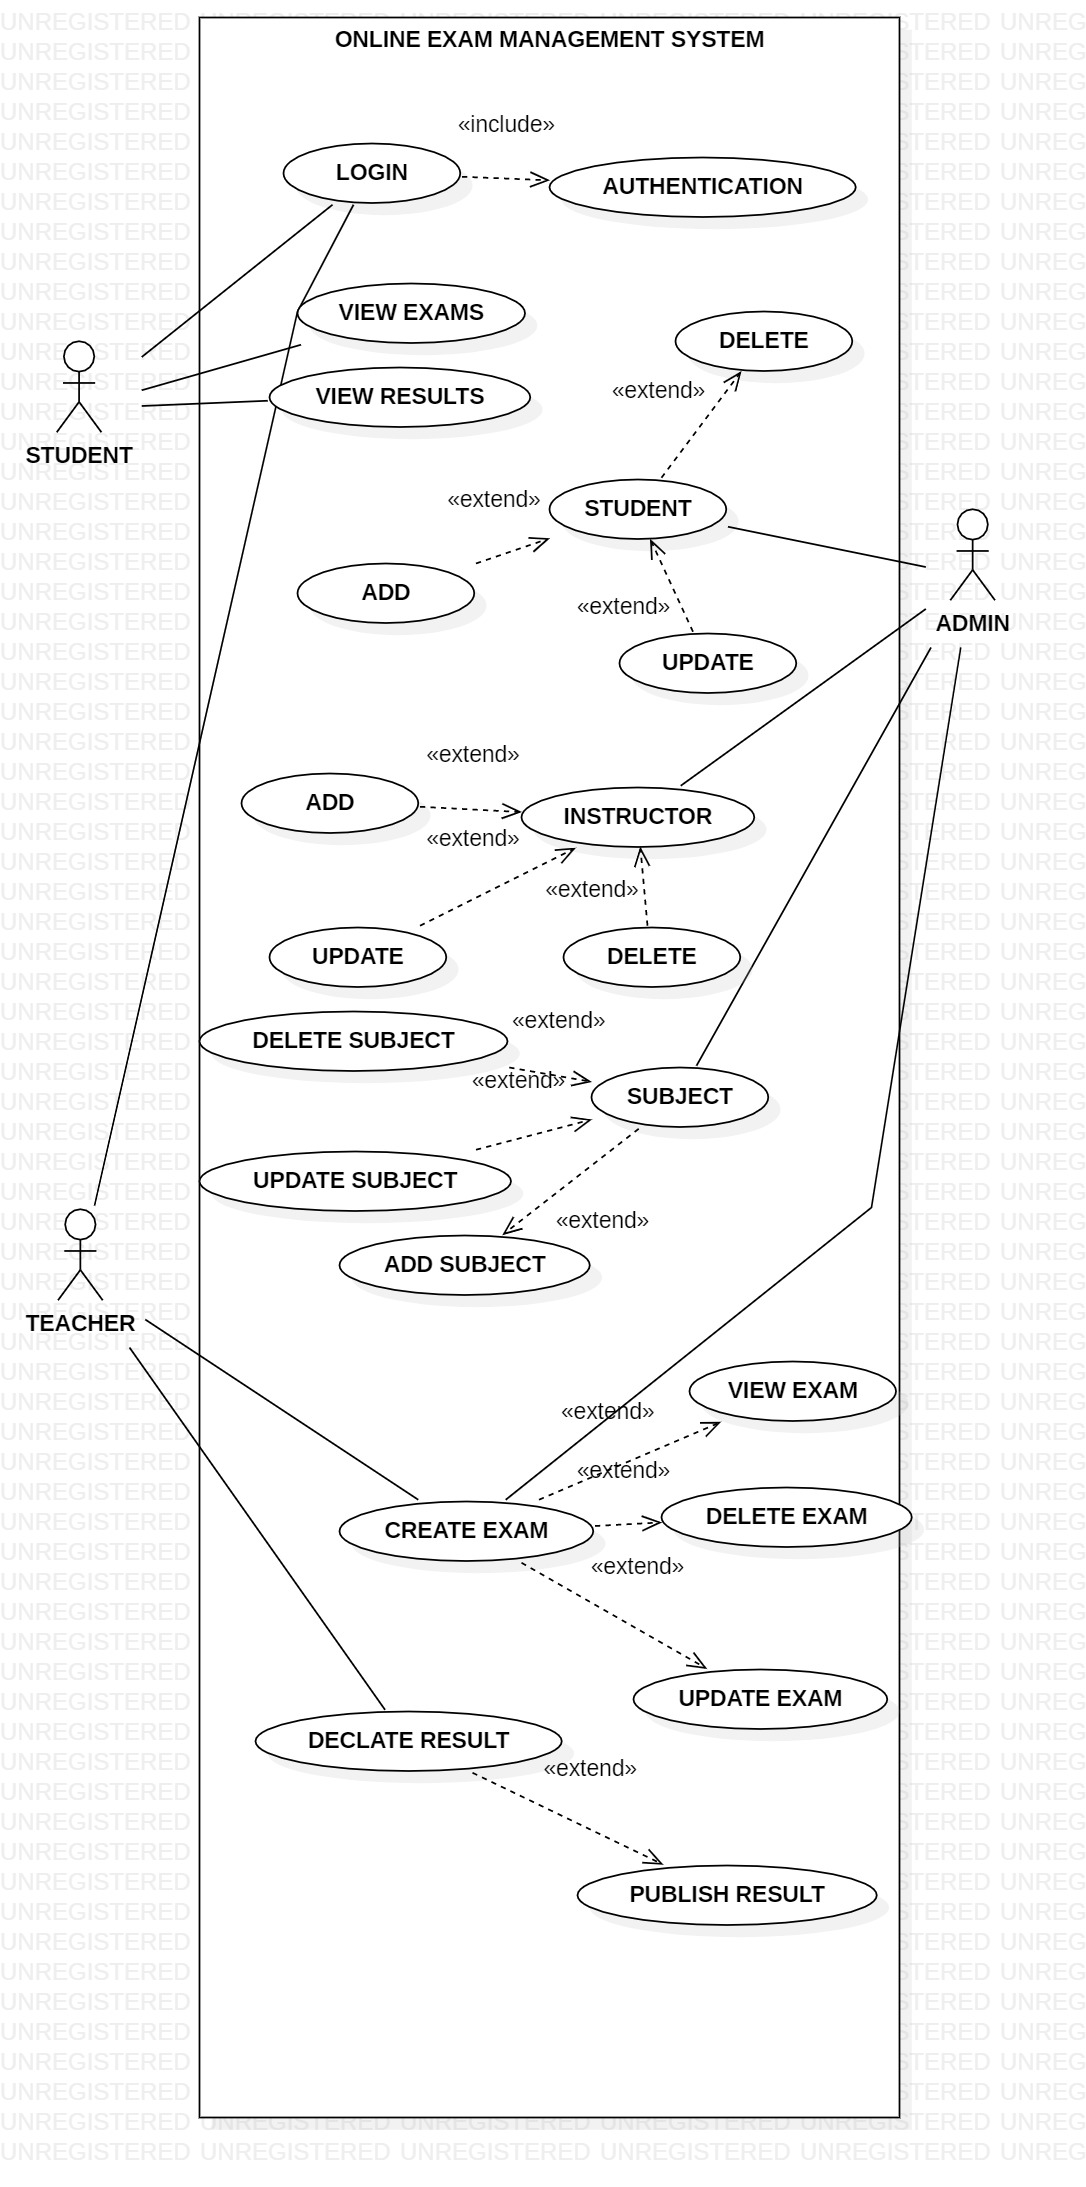 ONLINE EXAM MANAGEMENT SYSTEM
«include»
LOGIN
AUTHENTICATION
VIEW EXAMS
DELETE
«extend»
VIEW RESULTS
STUDENT
«extend»
STUDENT
ADD
«extend»
ADMIN
UPDATE
«extend»
ADD
INSTRUCTOR
«extend»
«extend»
UPDATE
DELETE
«extend»
DELETE SUBJECT
«extend»
SUBJECT
UPDATE SUBJECT
«extend»
ADD SUBJECT
TEACHER
VIEW EXAM
«extend»
«extend»
DELETE EXAM
CREATE EXAM
«extend»
UPDATE EXAM
DECLATE RESULT
«extend»
PUBLISH RESULT
UNREGISTERED UNREGISTERED UNREGISTERED UNREGISTERED UNREGISTERED UNREG